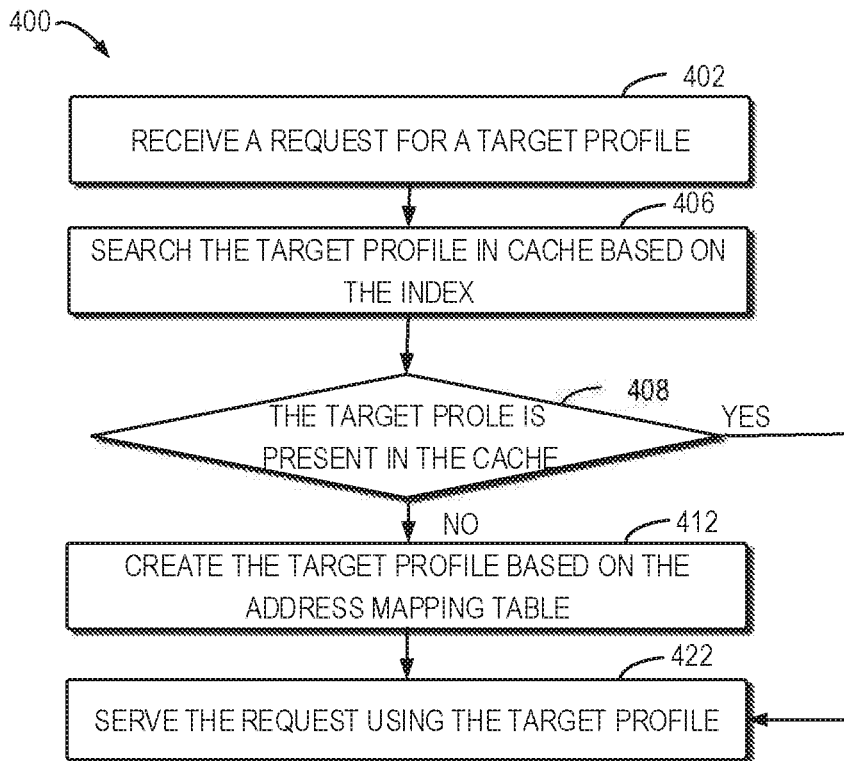 400
402
RECEIVE A REQUEST FOR A TARGET PROFILE
406
SEARCH THE TARGET PROFILE IN CACHE BASED ON
THE INDEX
408
THE TARGET PROLE IS
YES
PRESENT IN THE CACHE
NO
412
CREATE THE TARGET PROFILE BASED ON THE
ADDRESS MAPPING TABLE
422
SERVE THE REQUEST USING THE TARGET PROFILE